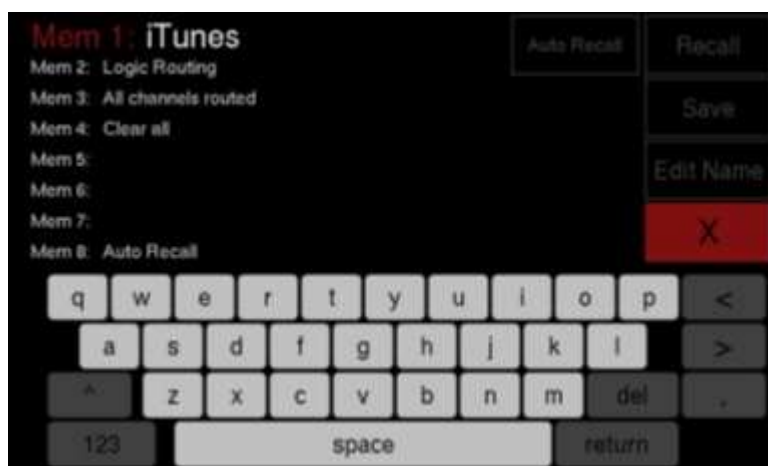 Mem 1: iTunes
Mem 2: Logic Routing
Mem 3: All channels routed
Mem 4: Clear all
Mem 5:
Mem 6:
Mem 7:
Mem 8: Auto Recall
Auto Recall
Recall
Save
Edit Name
X
q w e r t y u i o p <
a s d f g h j k l >
^ z x c v b n m del .
123 space return